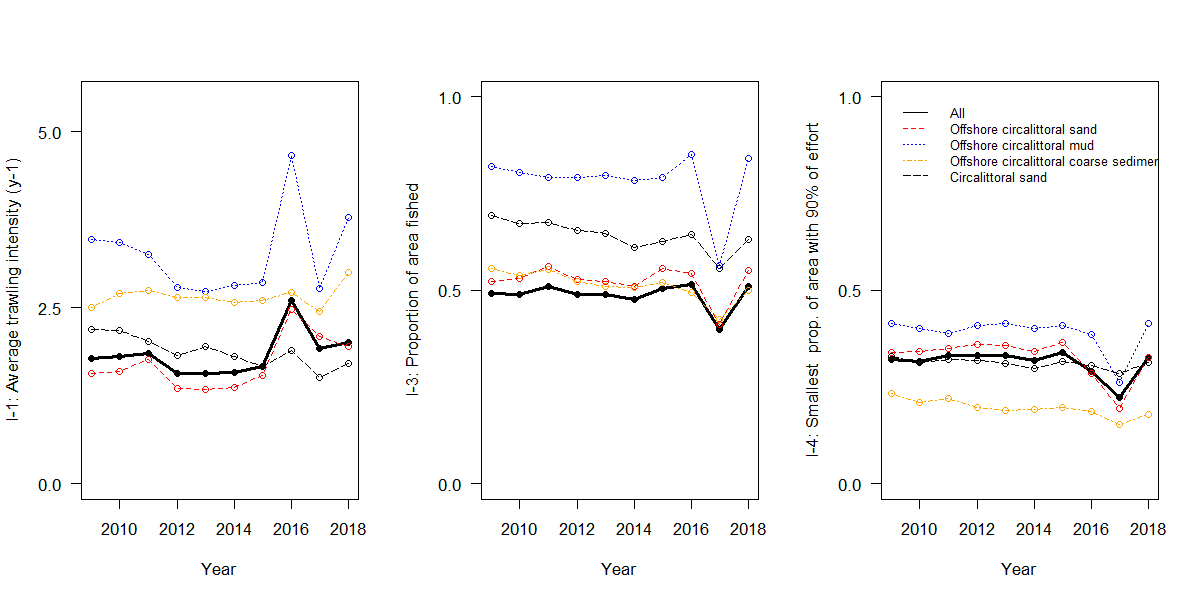 I-1: Average trawling intensity (y-1)
5.0
2.5
0.0
2010 2012 2014 2016 2018
Year
I-3: Proportion of area fished
1.0
0.5
0.0
2010 2012 2014 2016 2018
Year
I-4: Smallest prop. of area with 90% of effort
1.0
0.5
0.0
All
Offshore circalittoral sand
Offshore circalittoral mud
Offshore circalittoral coarse sedimer
Circalittoral sand
2010 2012 2014 2016 2018
Year